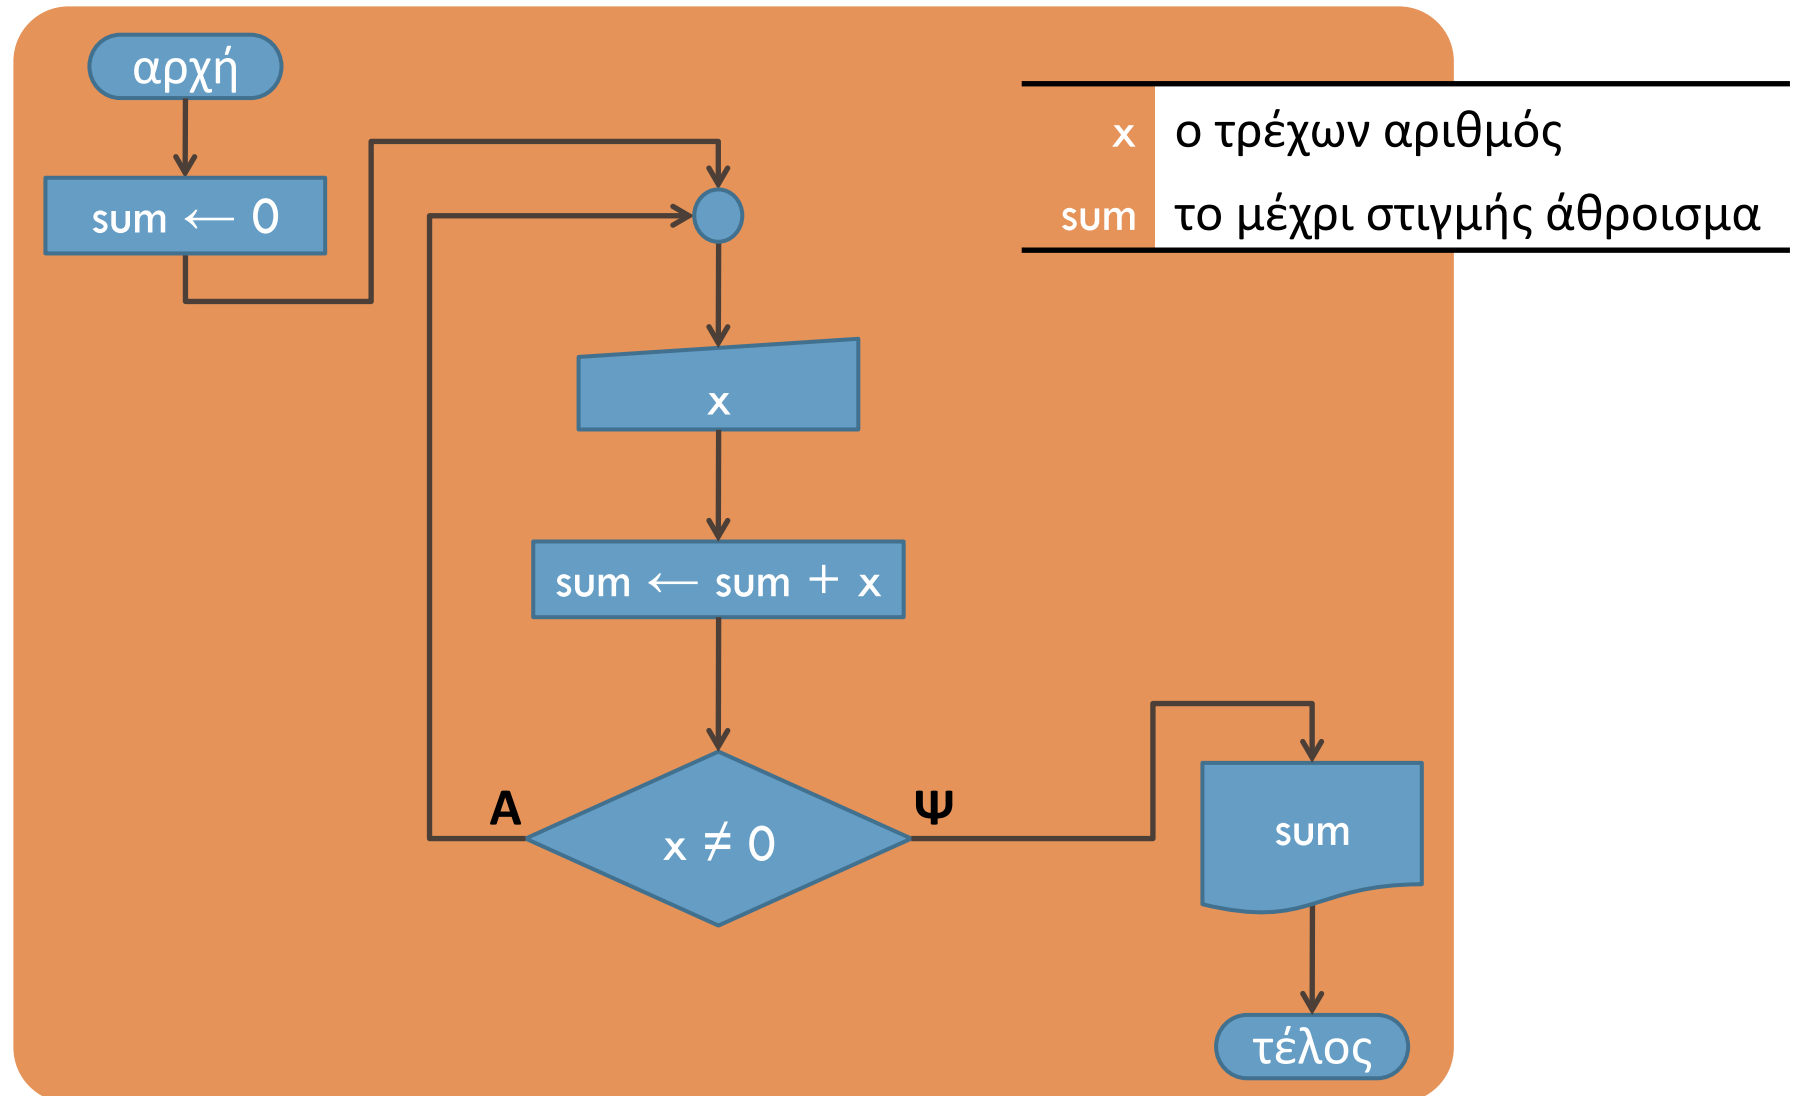 αρχή
sum ← 0
x ο τρέχων αριθμός
sum το μέχρι στιγμής άθροισμα
x
sum ← sum + x
Α
x ≠ 0
Ψ
sum
τέλος